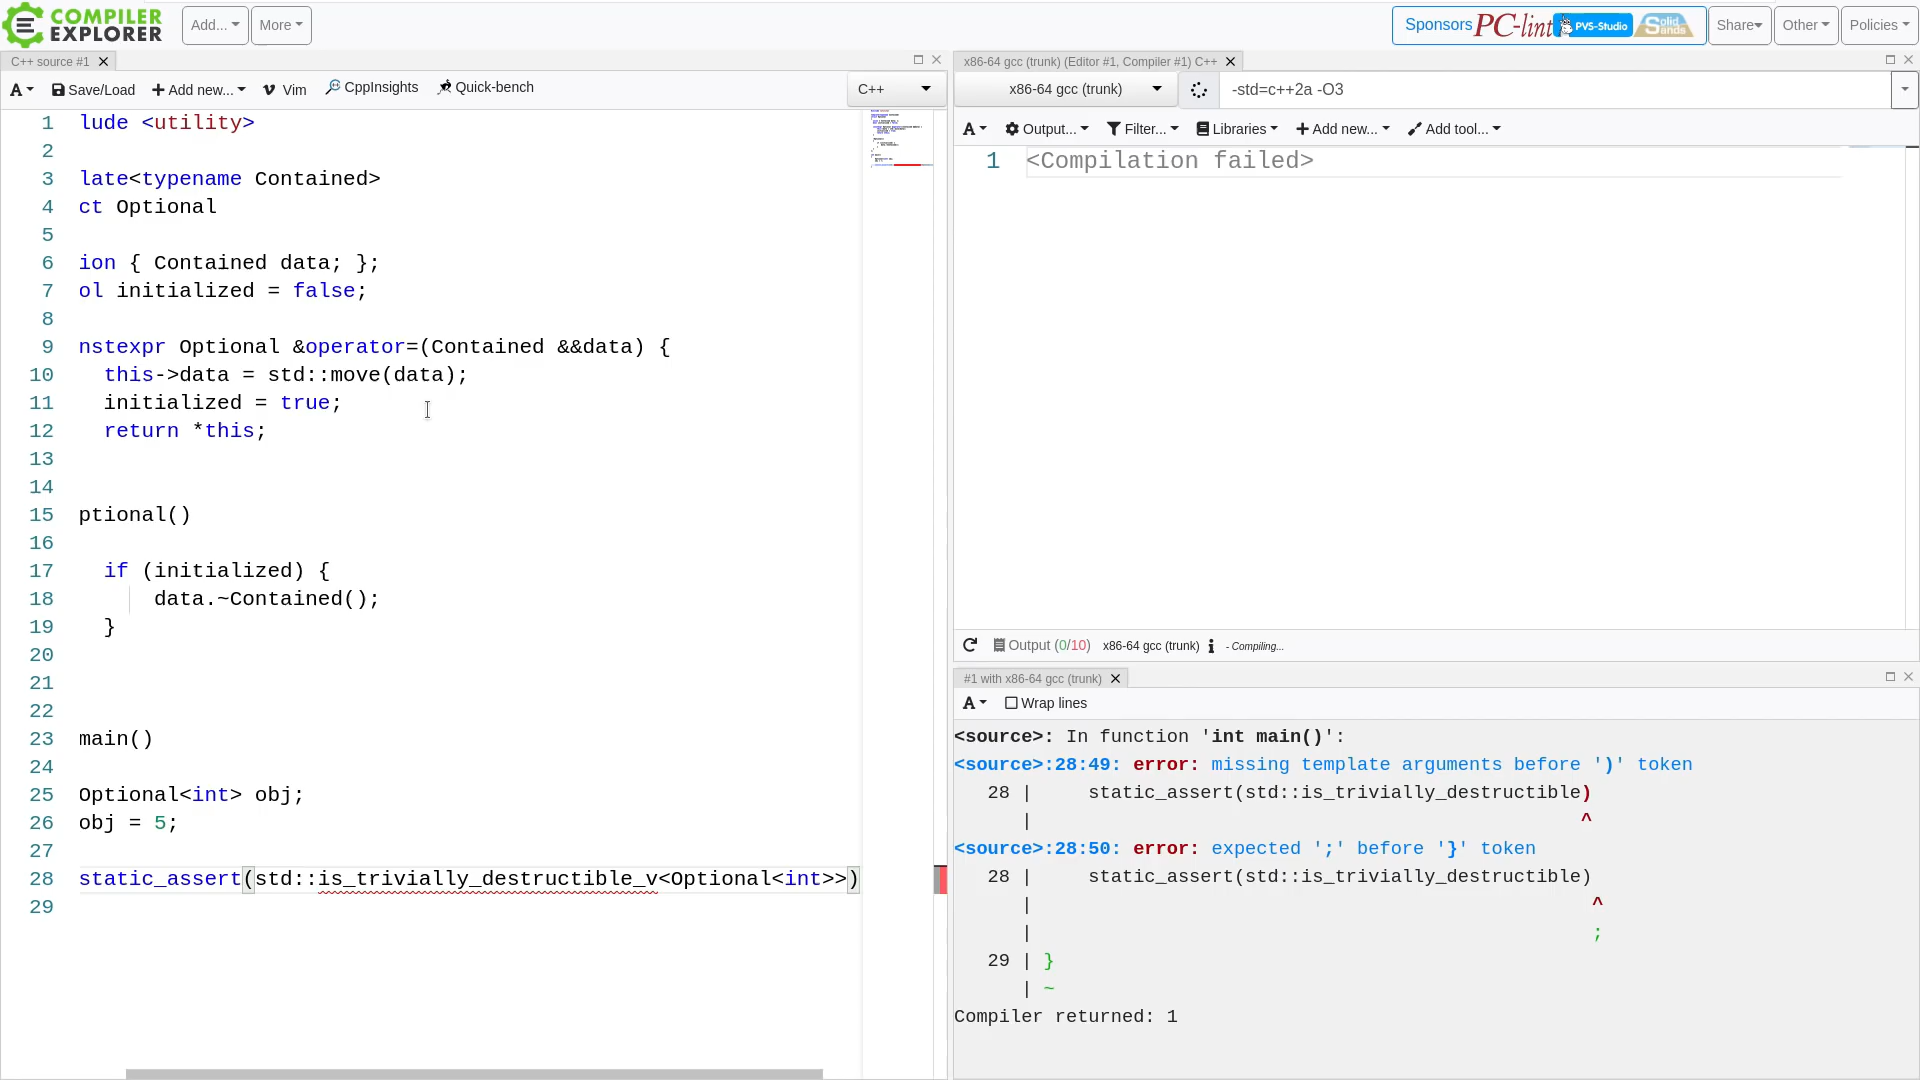 COMPILER
EXPLORER
Add...
More
Sponsors PC-lint PVS-Studio Solid Sands
Share
Other
Policies
C++ source #1
A
Save/Load
Add new...
Vim
CppInsights
Quick-bench
C++
1 lude <utility>
2
3 late<typename Contained>
4 ct Optional
5
6 ion { Contained data; };
7 ol initialized = false;
8
9 nstexpr Optional &operator=(Contained &&data) {
10 this->data = std::move(data);
11 initialized = true;
12 return *this;
13
14
15 ptional()
16
17 if (initialized) {
18 data.~Contained();
19 }
20
21
22
23 main()
24
25 Optional<int> obj;
26 obj = 5;
27
28 static_assert(std::is_trivially_destructible_v<Optional<int>>)
29
x86-64 gcc (trunk) (Editor #1, Compiler #1) C++
x86-64 gcc (trunk)
-std=c++2a -O3
A
Output...
Filter...
Libraries
Add new...
Add tool...
1 <Compilation failed>
Output (0/10) x86-64 gcc (trunk) i - Compiling...
#1 with x86-64 gcc (trunk)
A
Wrap lines
<source>: In function 'int main()':
<source>:28:49: error: missing template arguments before ')' token
28 | static_assert(std::is_trivially_destructible)
| ^
<source>:28:50: error: expected ';' before '}' token
28 | static_assert(std::is_trivially_destructible)
| ^
| ;
29 | }
| ~
Compiler returned: 1